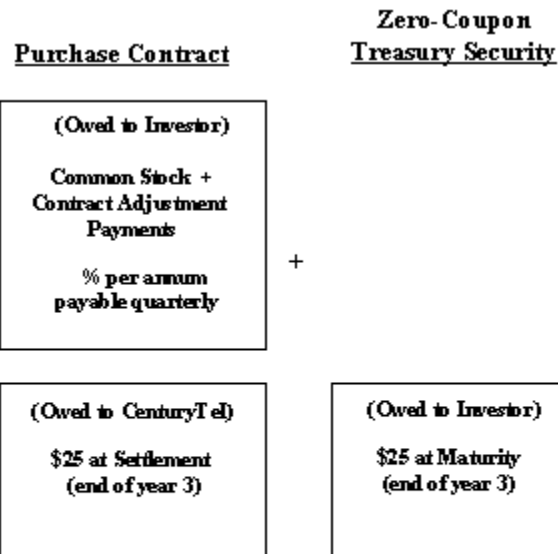 Purchase Contract
Zero-Coupon
Treasury Security
(Owed to Investor)
Common Stock +
Contract Adjustment
Payments
% per annum
payable quarterly
+
(Owed to CenturyTel)
$25 at Settlement
(end of year 3)
(Owed to Investor)
$25 at Maturity
(end of year 3)